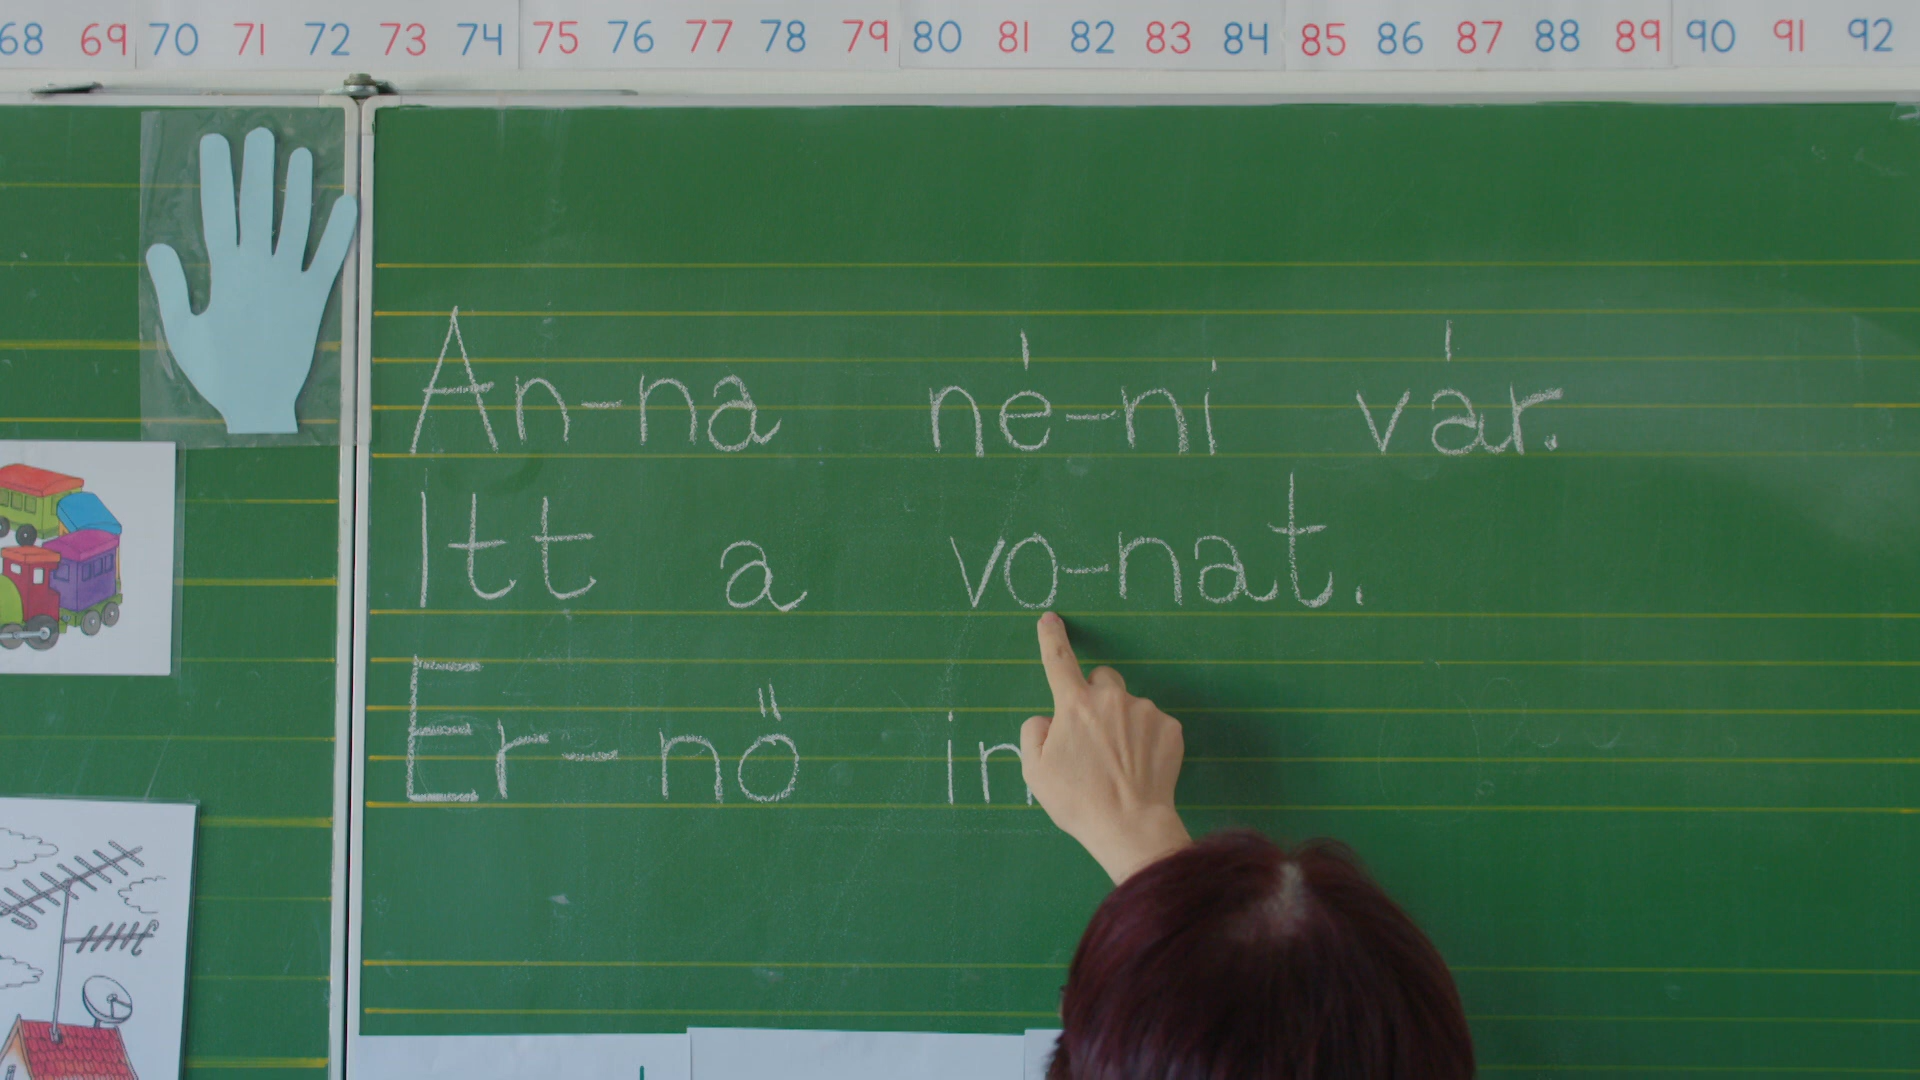 68 69 70 71 72 73 74 75 76 77 78 79 80 81 82 83 84 85 86 87 88 89 90 91 92
An-na né-ni vár.
Itt a vo-nat.
Er-nő in